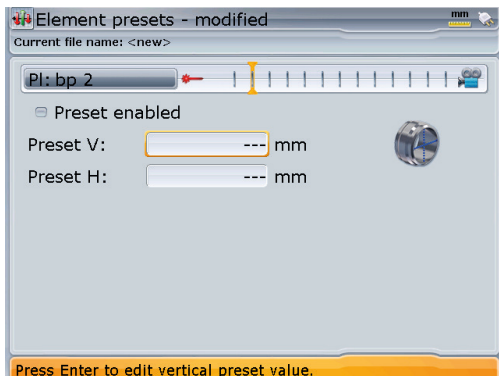 Element presets - modified
mm
Current file name: <new>
Pl: bp 2
Preset enabled
Preset V: --- mm
Preset H: --- mm
Press Enter to edit vertical preset value.